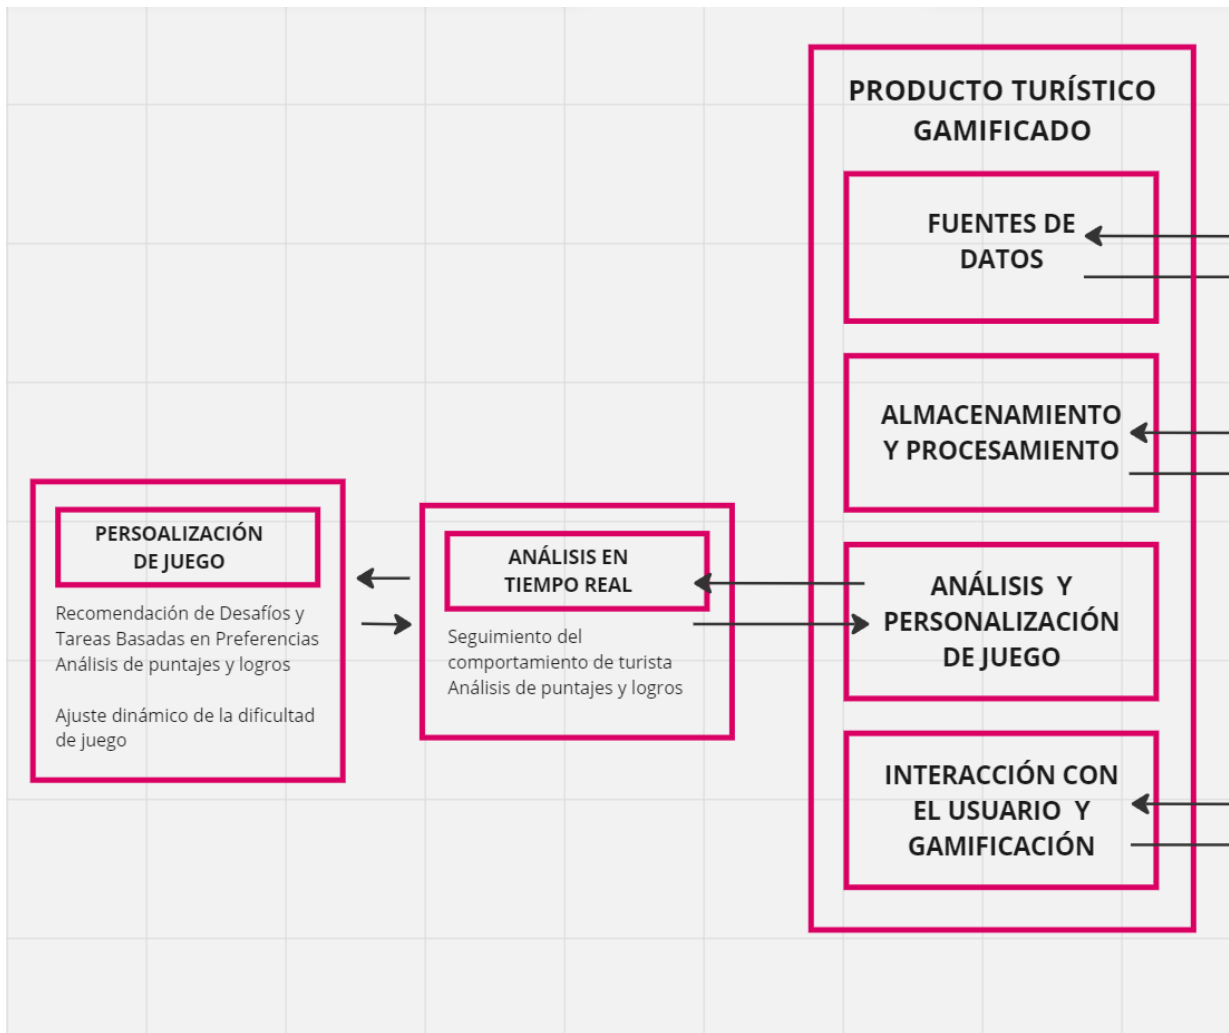 PRODUCTO TURÍSTICO
GAMIFICADO
FUENTES DE
DATOS
ALMACENAMIENTO
Y PROCESAMIENTO
PERSOALIZACIÓN
DE JUEGO
Recomendación de Desafíos y
Tareas Basadas en Preferencias
Análisis de puntajes y logros
Ajuste dinámico de la dificultad
de juego
ANÁLISIS EN
TIEMPO REAL
Seguimiento del
comportamiento de turista
Análisis de puntajes y logros
ANÁLISIS Y
PERSONALIZACIÓN
DE JUEGO
INTERACCIÓN CON
EL USUARIO Y
GAMIFICACIÓN